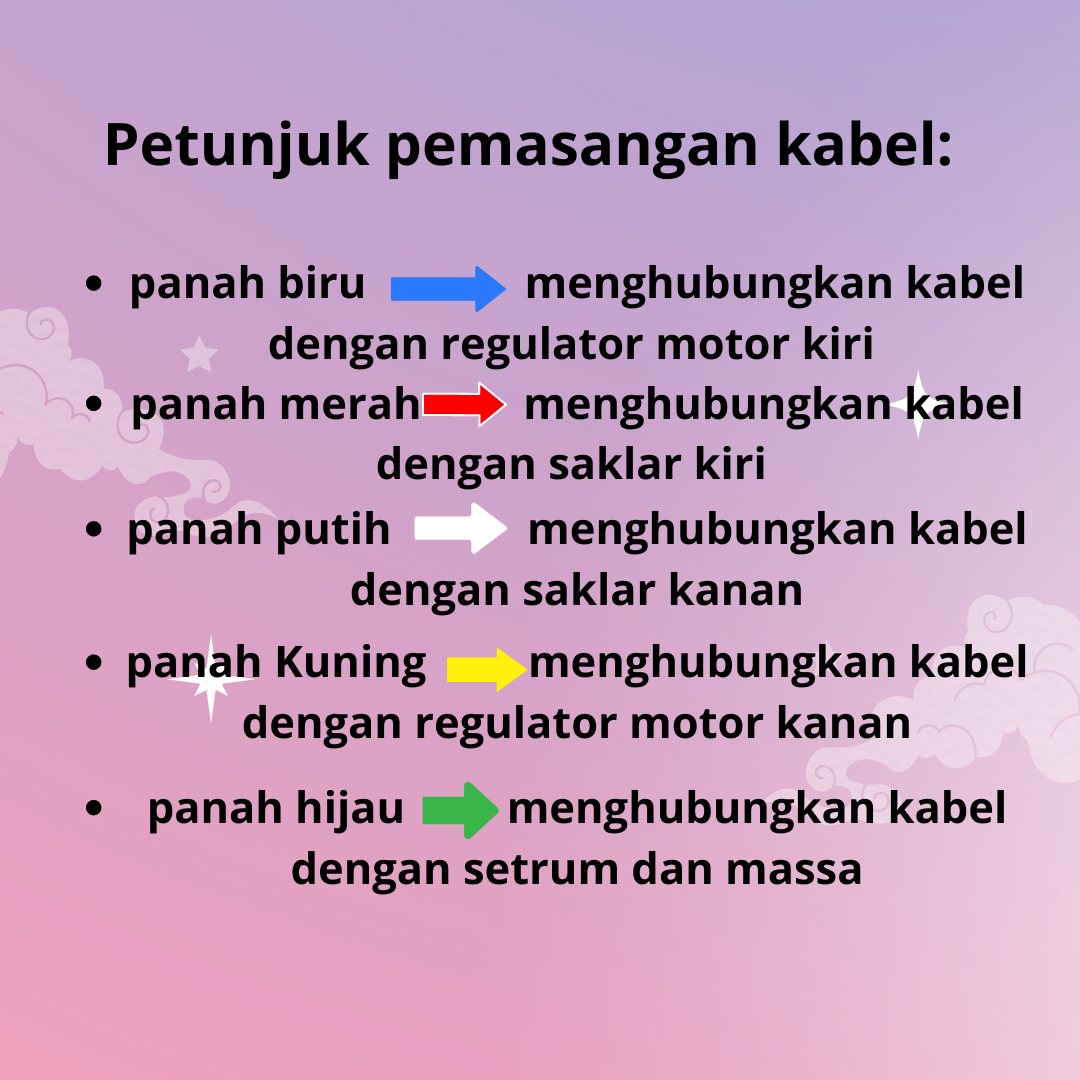 Petunjuk pemasangan kabel:
• panah biru menghubungkan kabel
dengan regulator motor kiri
• panah merah menghubungkan kabel
dengan saklar kiri
• panah putih menghubungkan kabel
dengan saklar kanan
• panah Kuning menghubungkan kabel
dengan regulator motor kanan
• panah hijau menghubungkan kabel
dengan setrum dan massa